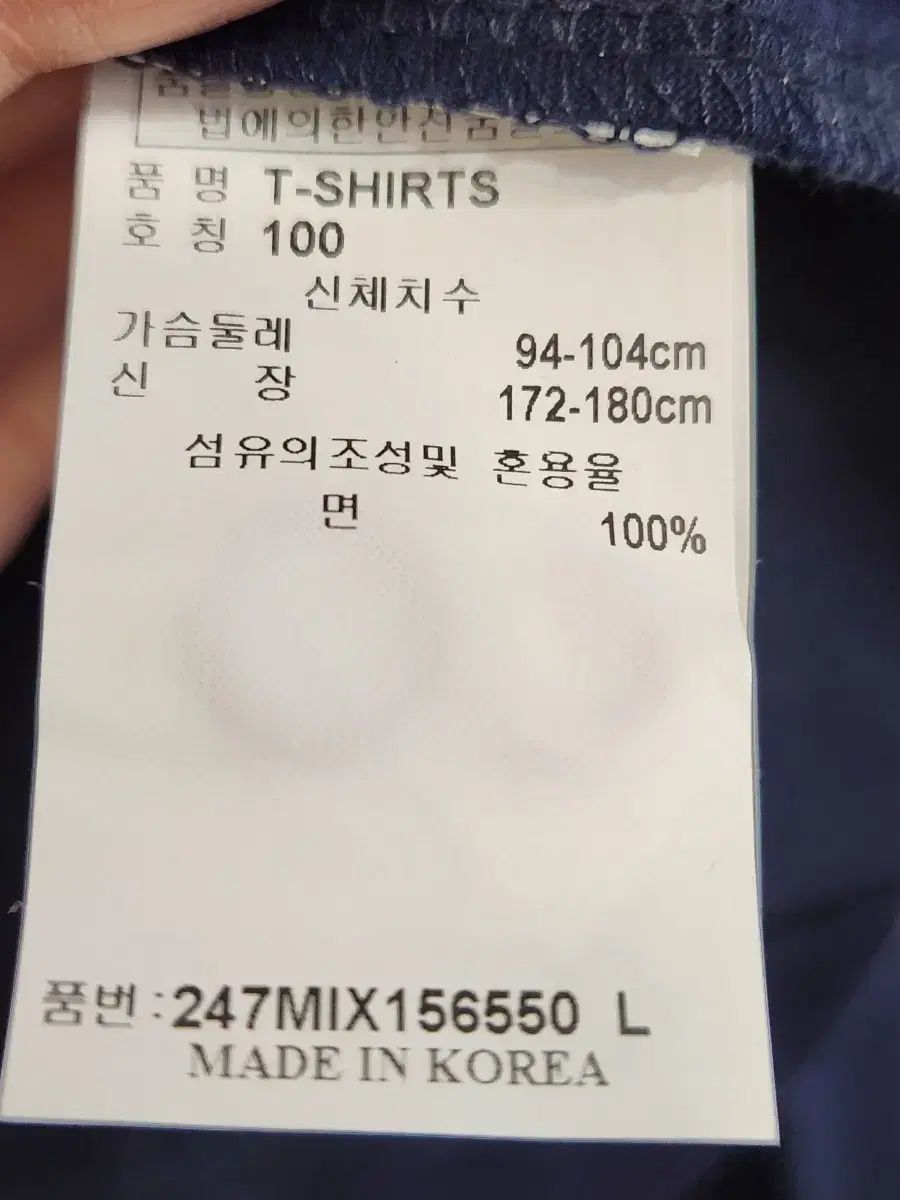 법에의한안전품질표
품 명 T-SHIRTS
호 칭 100
신체치수
가슴둘레 94-104cm
신 장 172-180cm
섬유의조성및 혼용율
면 100%
품번:247MIX156550 L
MADE IN KOREA